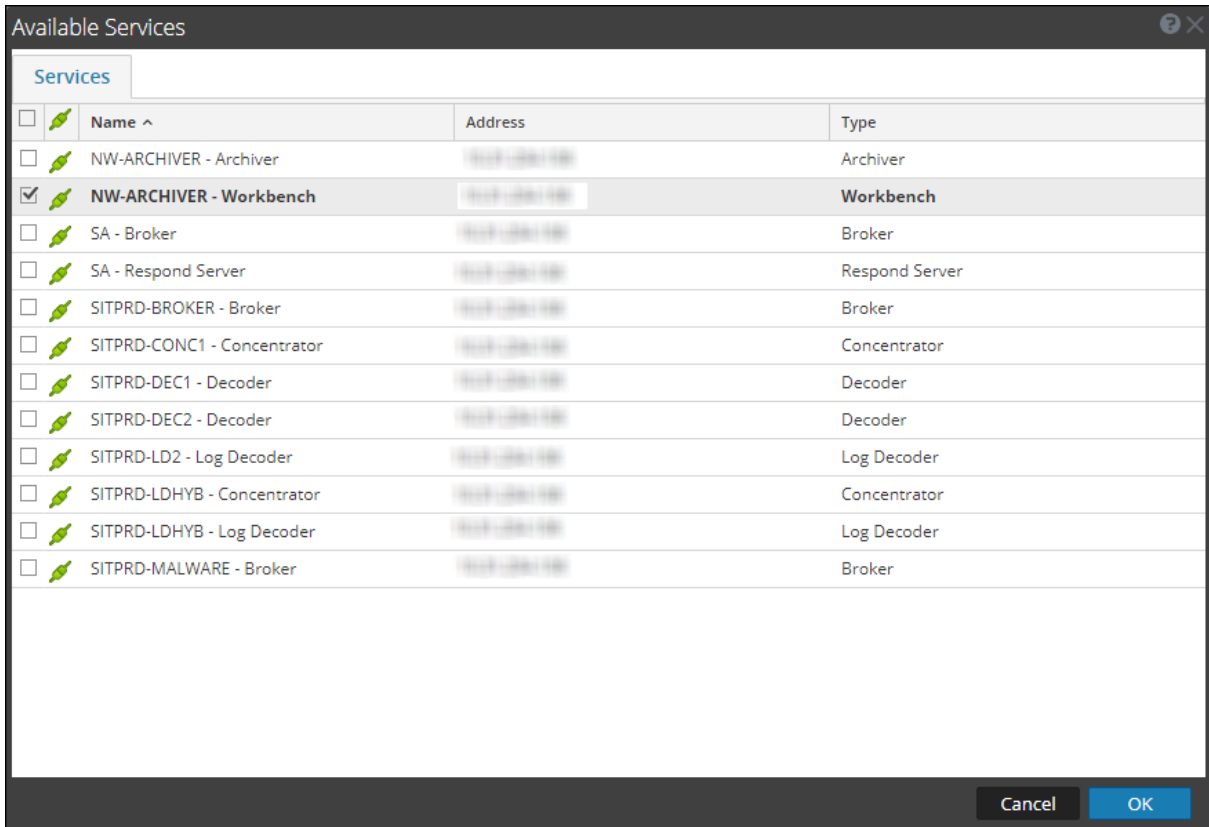 Available Services
Services
Name Address Type
NW-ARCHIVER - Archiver Archiver
NW-ARCHIVER - Workbench Workbench
SA - Broker Broker
SA - Respond Server Respond Server
SITPRD-BROKER - Broker Broker
SITPRD-CONC1 - Concentrator Concentrator
SITPRD-DEC1 - Decoder Decoder
SITPRD-DEC2 - Decoder Decoder
SITPRD-LD2 - Log Decoder Log Decoder
SITPRD-LDHYB - Concentrator Concentrator
SITPRD-LDHYB - Log Decoder Log Decoder
SITPRD-MALWARE - Broker Broker
Cancel OK